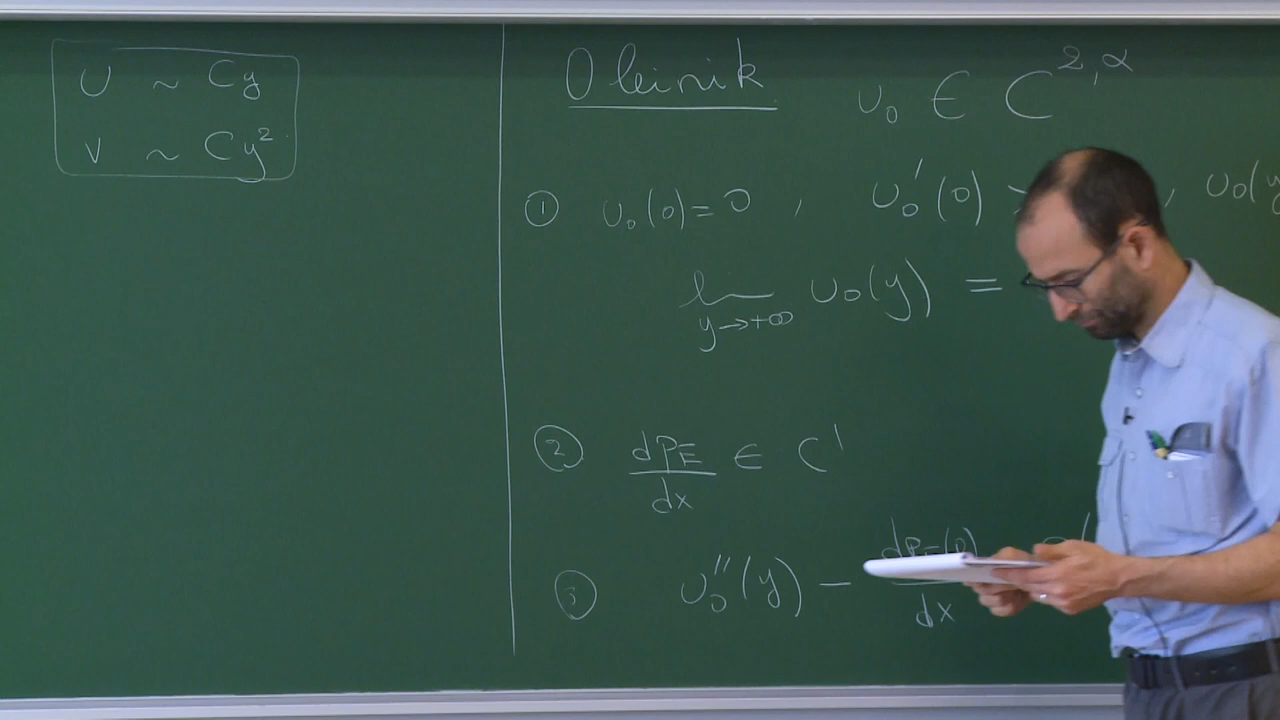 U ~ Cy
V ~ Cy²
Oleinik
u₀ ∈ C^{2,α}
① u₀(0) = 0 , u₀'(0) , u₀(y
lim_{y→+∞} u₀(y) =
② dP_E/dx ∈ C¹
③ u₀''(y) − dP_E(0)/dx